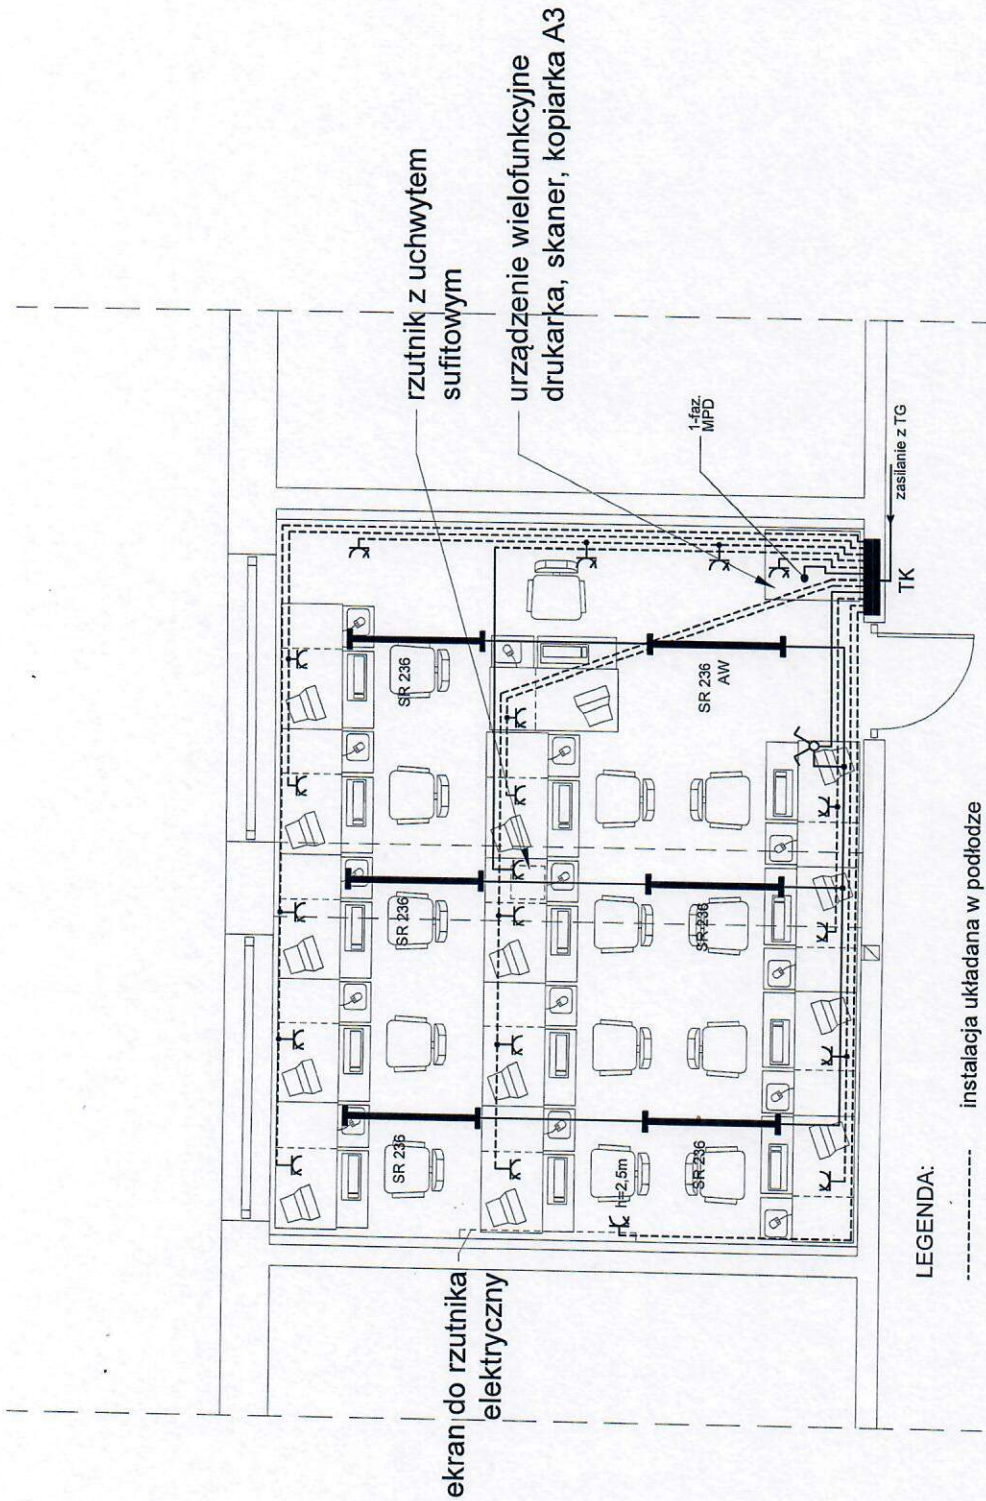 rzutnik z uchwytem
sufitowym
urządzenie wielofunkcyjne
drukarka, skaner, kopiarka A3
1-faz.
MPD
zasilanie z TG
TK
SR 236
SR 236
AW
SR 236
SR 236
SR 236
SR 236
h=2,5m
ekran do rzutnika
elektryczny
LEGENDA:
instalacja układana w podłodze